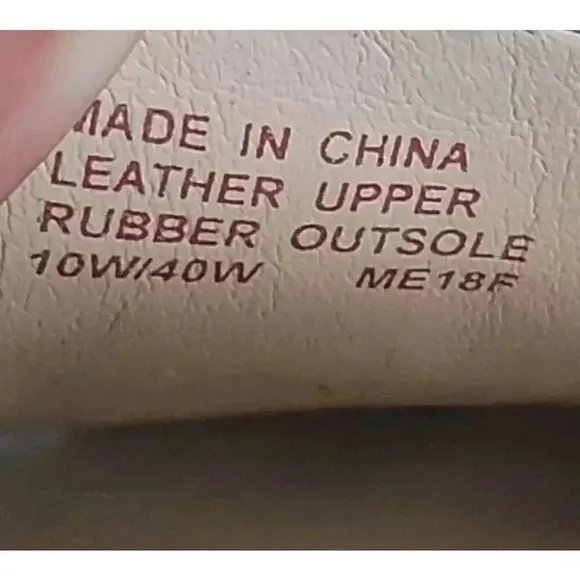 MADE IN CHINA
LEATHER UPPER
RUBBER OUTSOLE
10W/40W ME18F